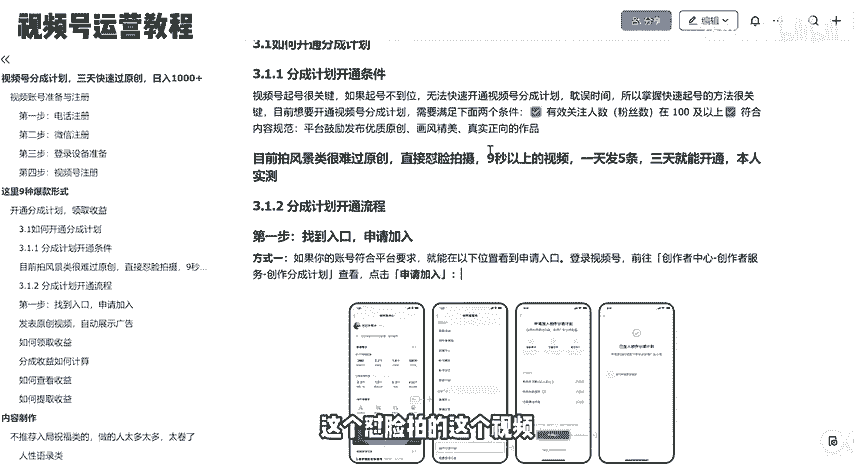 视频号运营教程
分享
编辑
视频号分成计划，三天快速过原创，日入1000+
视频账号准备与注册
第一步：电话注册
第二步：微信注册
第三步：登录设备准备
第四步：视频号注册
这里9种爆款形式
开通分成计划，领取收益
3.1如何开通分成计划
3.1.1 分成计划开通条件
目前拍风景类很难过原创，直接怼脸拍摄，9秒...
3.1.2 分成计划开通流程
第一步：找到入口，申请加入
发表原创视频，自动展示广告
如何领取收益
分成收益如何计算
如何查看收益
如何提取收益
内容制作
不推荐入局祝福类的，做的人太多太多，太卷了
人性语录类
3.1如何开通分成计划
3.1.1 分成计划开通条件
视频号起号很关键，如果起号不到位，无法快速开通视频号分成计划，耽误时间，所以掌握快速起号的方法很关
键，目前想要开通视频号分成计划，需要满足下面两个条件：✅ 有效关注人数（粉丝数）在 100 及以上✅ 符合
内容规范：平台鼓励发布优质原创、画风精美、真实正向的作品
目前拍风景类很难过原创，直接怼脸拍摄，9秒以上的视频，一天发5条，三天就能开通，本人
实测
3.1.2 分成计划开通流程
第一步：找到入口，申请加入
方式一：如果你的账号符合平台要求，就能在以下位置看到申请入口。登录视频号，前往「创作者中心-创作者服
务-创作分成计划」查看，点击「申请加入」：
这个怼脸拍的这个视频